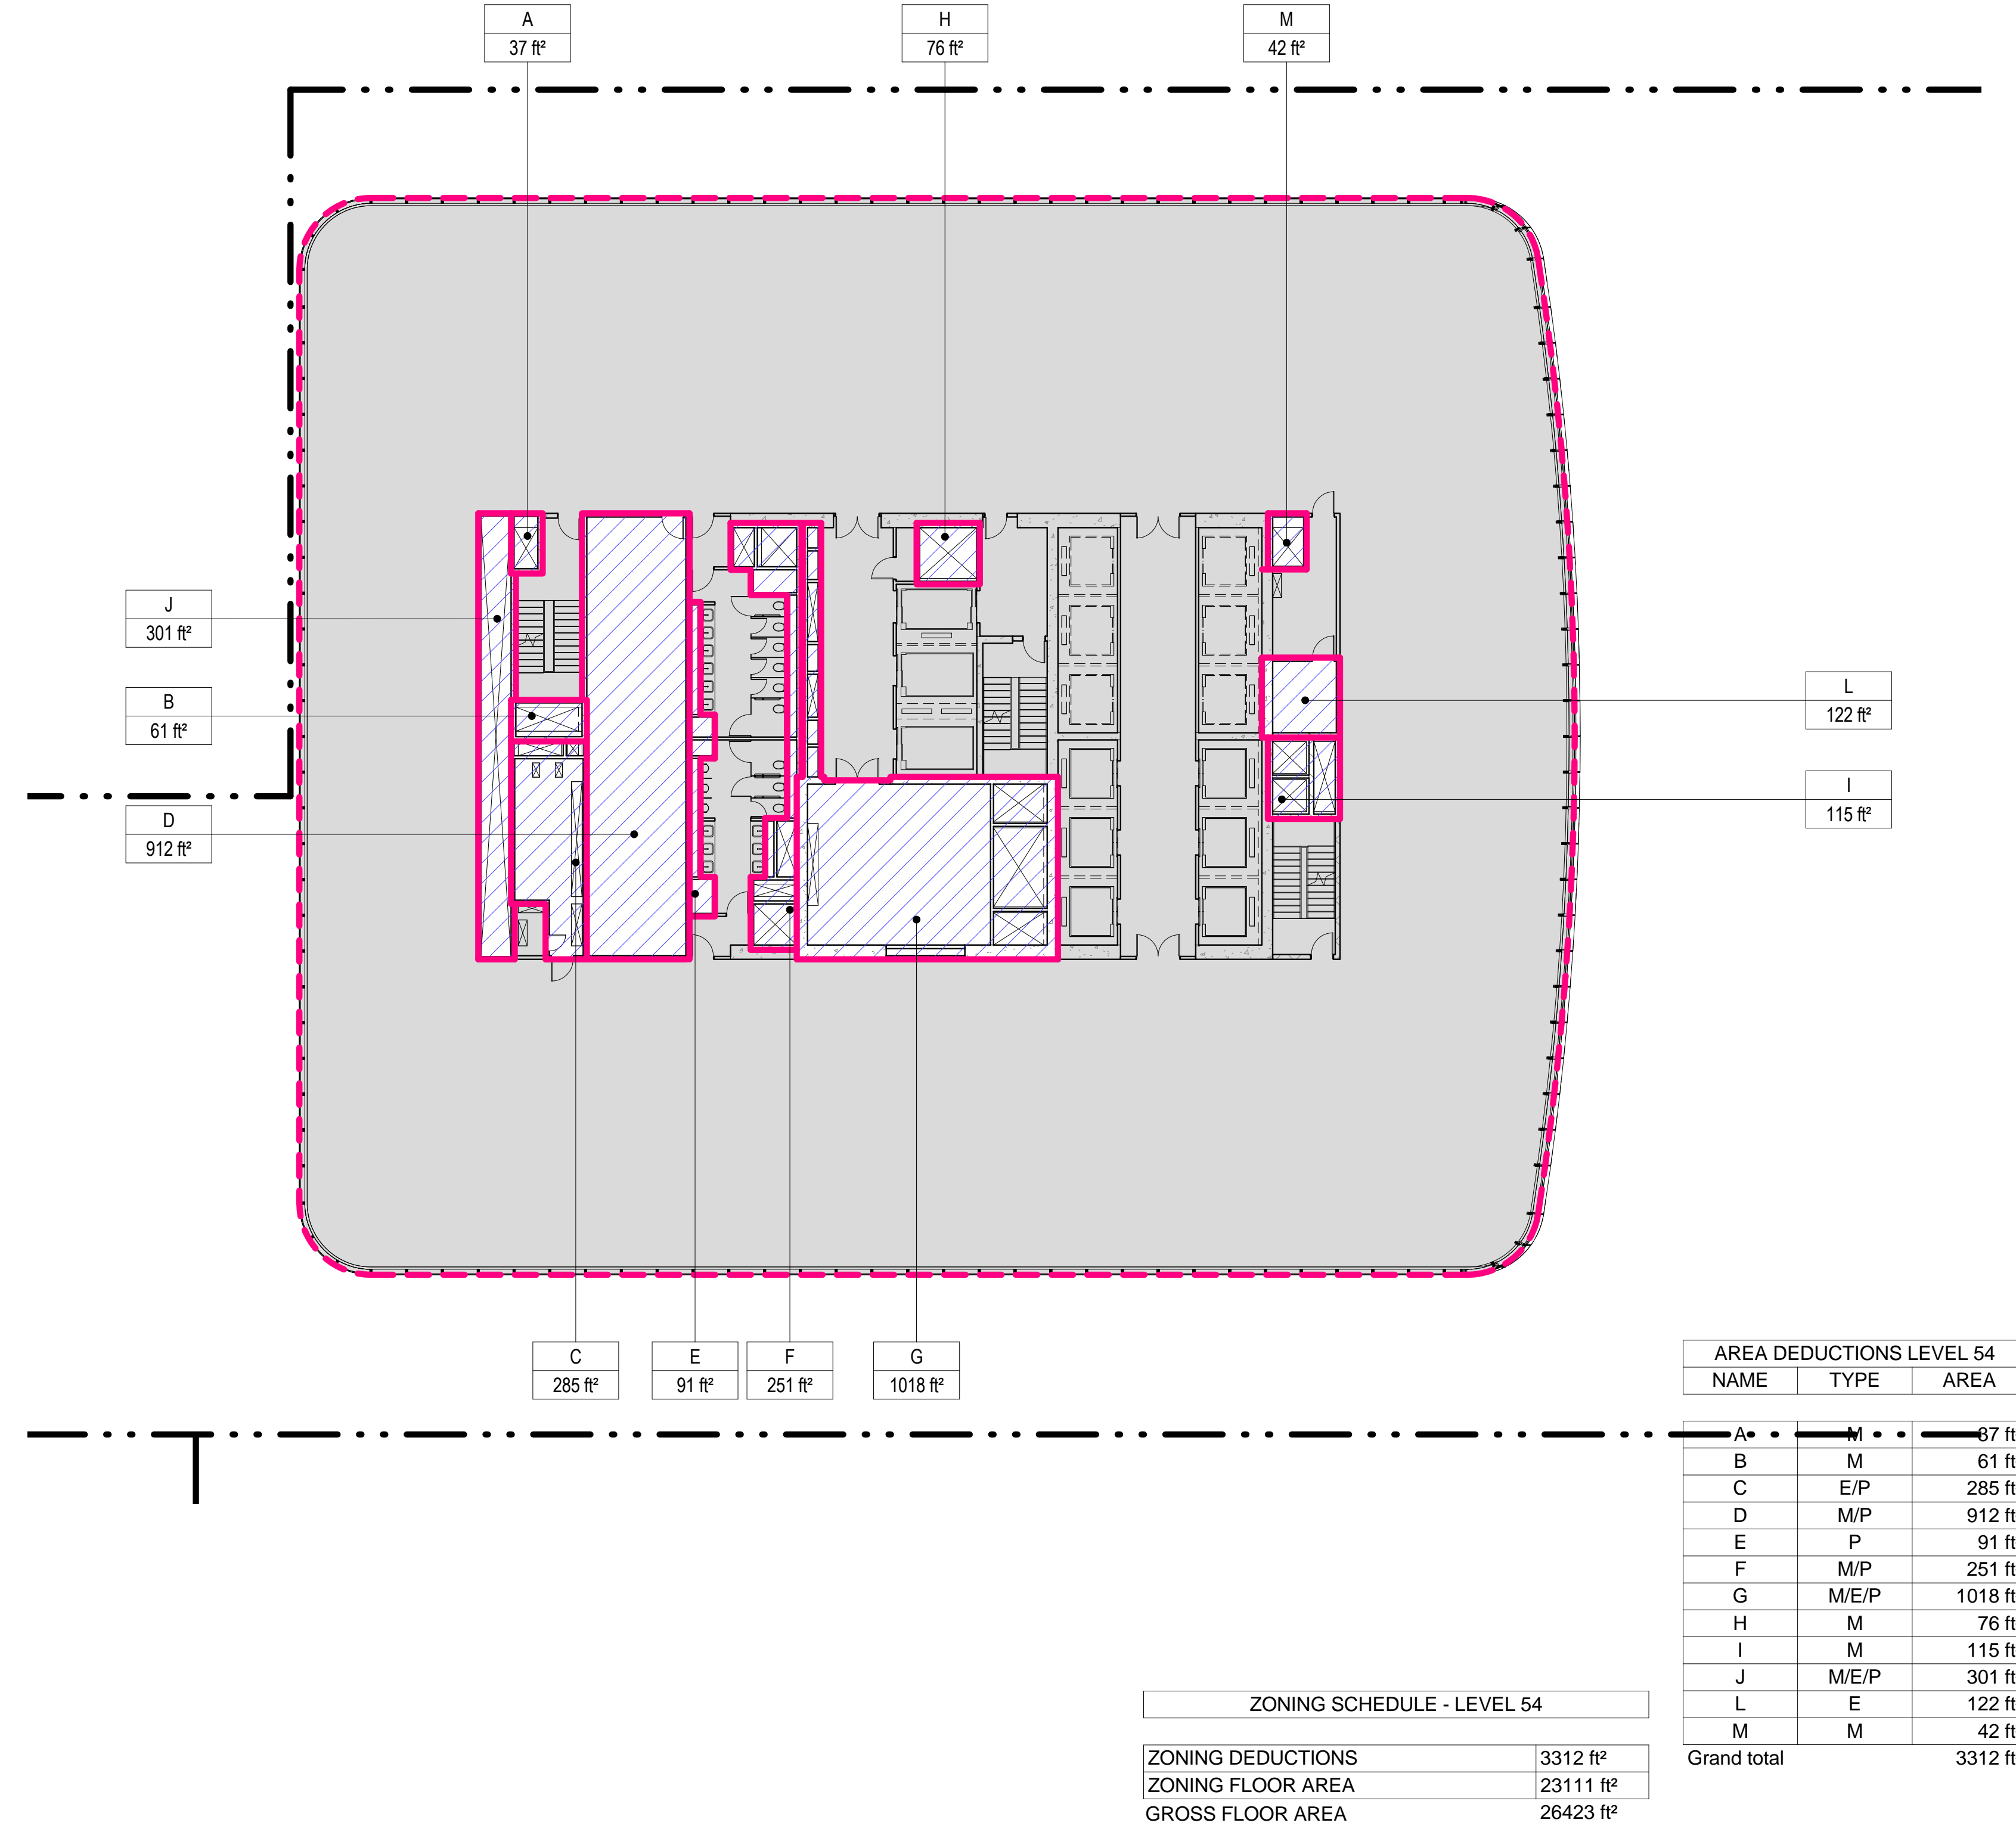 A
37 ft²
H
76 ft²
M
42 ft²
J
301 ft²
B
61 ft²
D
912 ft²
L
122 ft²
I
115 ft²
C
285 ft²
E
91 ft²
F
251 ft²
G
1018 ft²
AREA DEDUCTIONS LEVEL 54
NAME TYPE AREA
A M 37 ft
B M 61 ft
C E/P 285 ft
D M/P 912 ft
E P 91 ft
F M/P 251 ft
G M/E/P 1018 ft
H M 76 ft
I M 115 ft
J M/E/P 301 ft
L E 122 ft
M M 42 ft
Grand total 3312 ft
ZONING SCHEDULE - LEVEL 54
ZONING DEDUCTIONS 3312 ft²
ZONING FLOOR AREA 23111 ft²
GROSS FLOOR AREA 26423 ft²